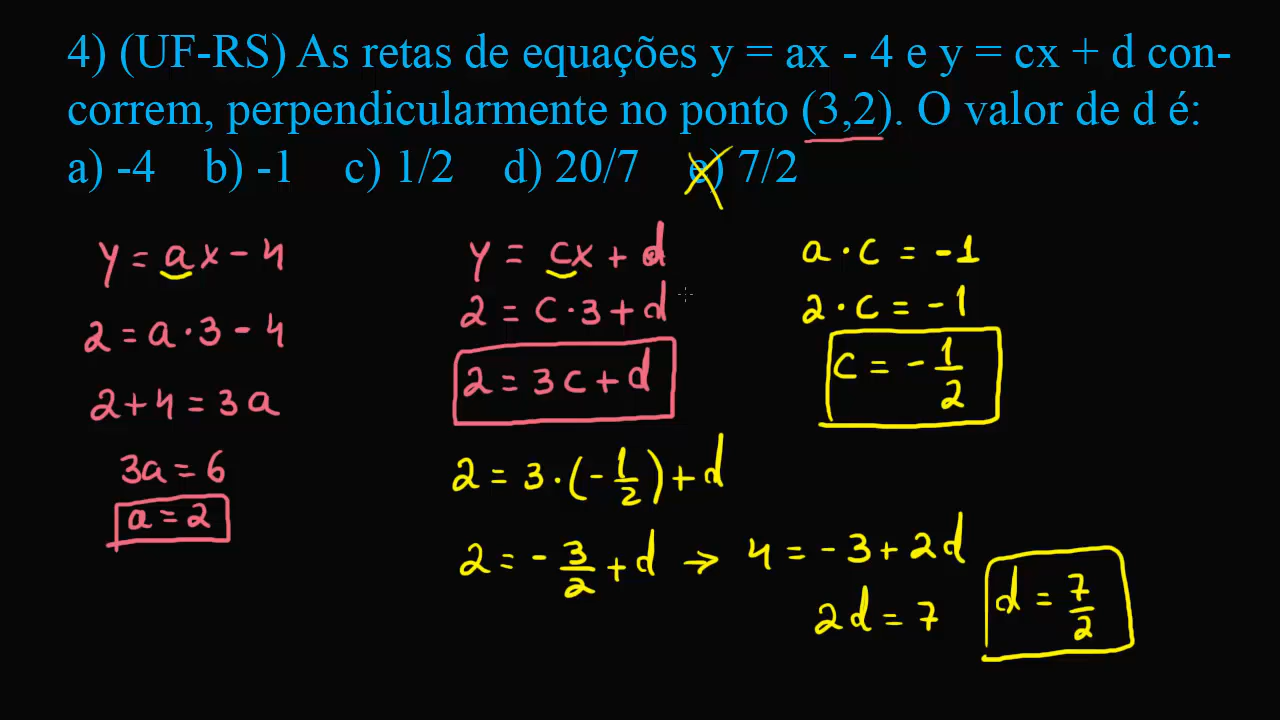 4) (UF-RS) As retas de equações y = ax - 4 e y = cx + d con-
correm, perpendicularmente no ponto (3,2). O valor de d é:
a) -4 b) -1 c) 1/2 d) 20/7 e) 7/2
y = ax - 4
2 = a · 3 - 4
2 + 4 = 3a
3a = 6
a = 2
y = cx + d
2 = c · 3 + d
2 = 3c + d
2 = 3 · (-1/2) + d
2 = -3/2 + d → 4 = -3 + 2d
2d = 7
d = 7/2
a · c = -1
2 · c = -1
c = -1/2